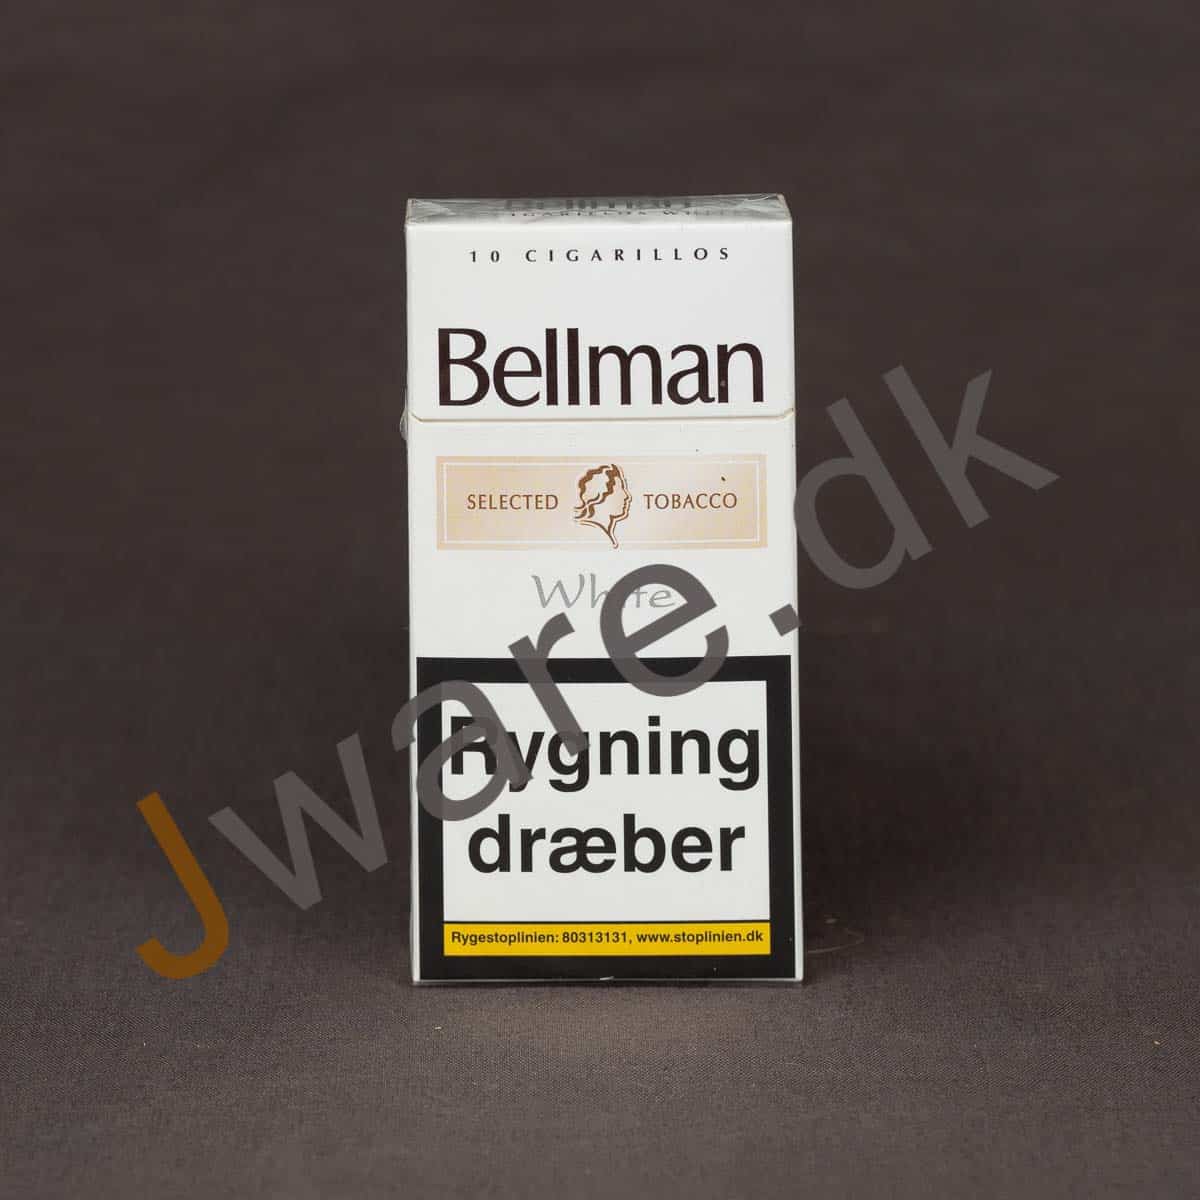 10 CIGARILLOS
Bellman
SELECTED TOBACCO
White
Rygning
dræber
Rygestoplinien: 80313131, www.stoplinien.dk
Jware.dk